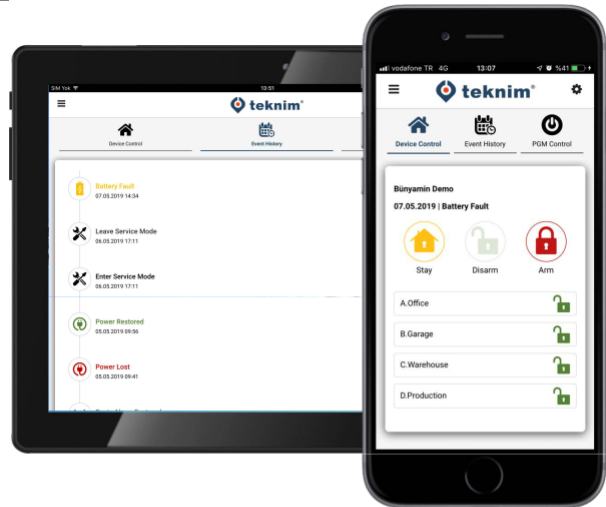 SIM Yok
13:51
teknim
Device Control
Event History
Battery Fault
07.05.2019 14:34
Leave Service Mode
06.05.2019 17:11
Enter Service Mode
06.05.2019 17:11
Power Restored
05.05.2019 09:56
Power Lost
05.05.2019 09:41
vodafone TR 4G
13:07
%41
teknim
Device Control
Event History
PGM Control
Bünyamin Demo
07.05.2019 | Battery Fault
Stay
Disarm
Arm
A.Office
B.Garage
C.Warehouse
D.Production